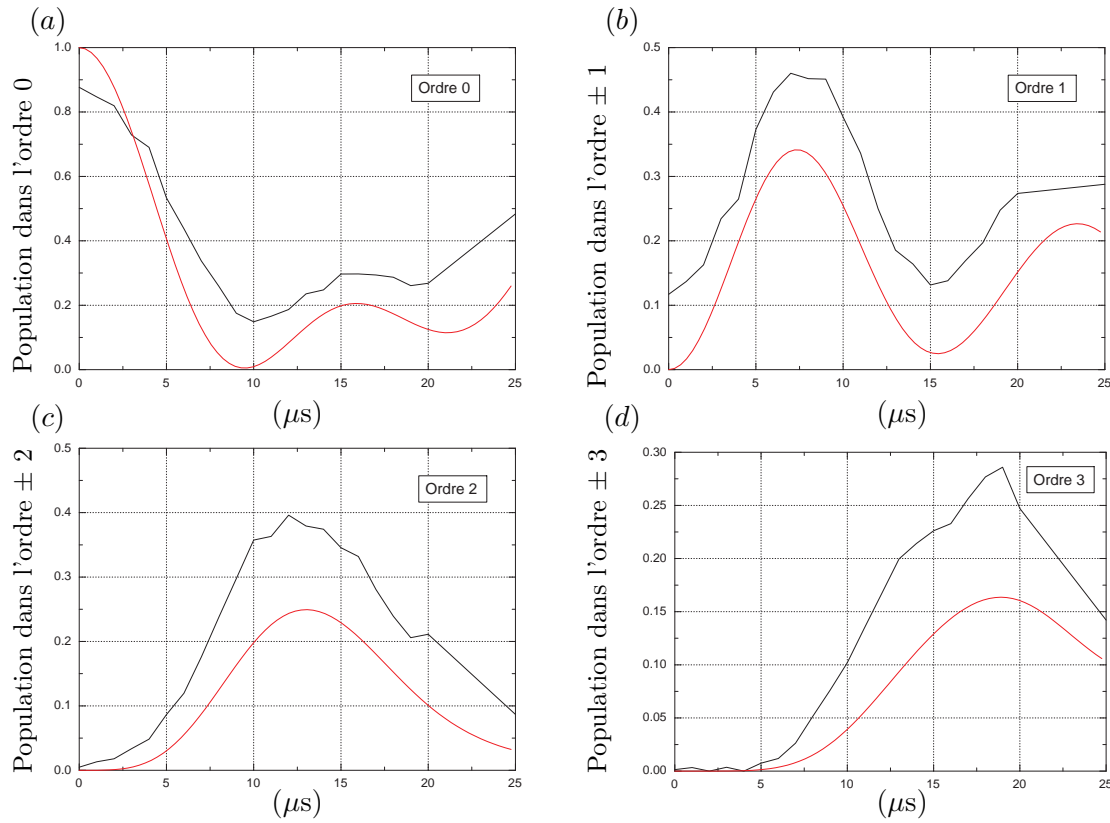 (a)
Population dans l'ordre 0
1.0
0.8
0.6
0.4
0.2
0.0
Ordre 0
0 5 10 15 20 25
(μs)
(b)
Population dans l'ordre ± 1
0.5
0.4
0.3
0.2
0.1
0.0
Ordre 1
0 5 10 15 20 25
(μs)
(c)
Population dans l'ordre ± 2
0.5
0.4
0.3
0.2
0.1
0.0
Ordre 2
0 5 10 15 20 25
(μs)
(d)
Population dans l'ordre ± 3
0.30
0.25
0.20
0.15
0.10
0.05
0.00
Ordre 3
0 5 10 15 20 25
(μs)